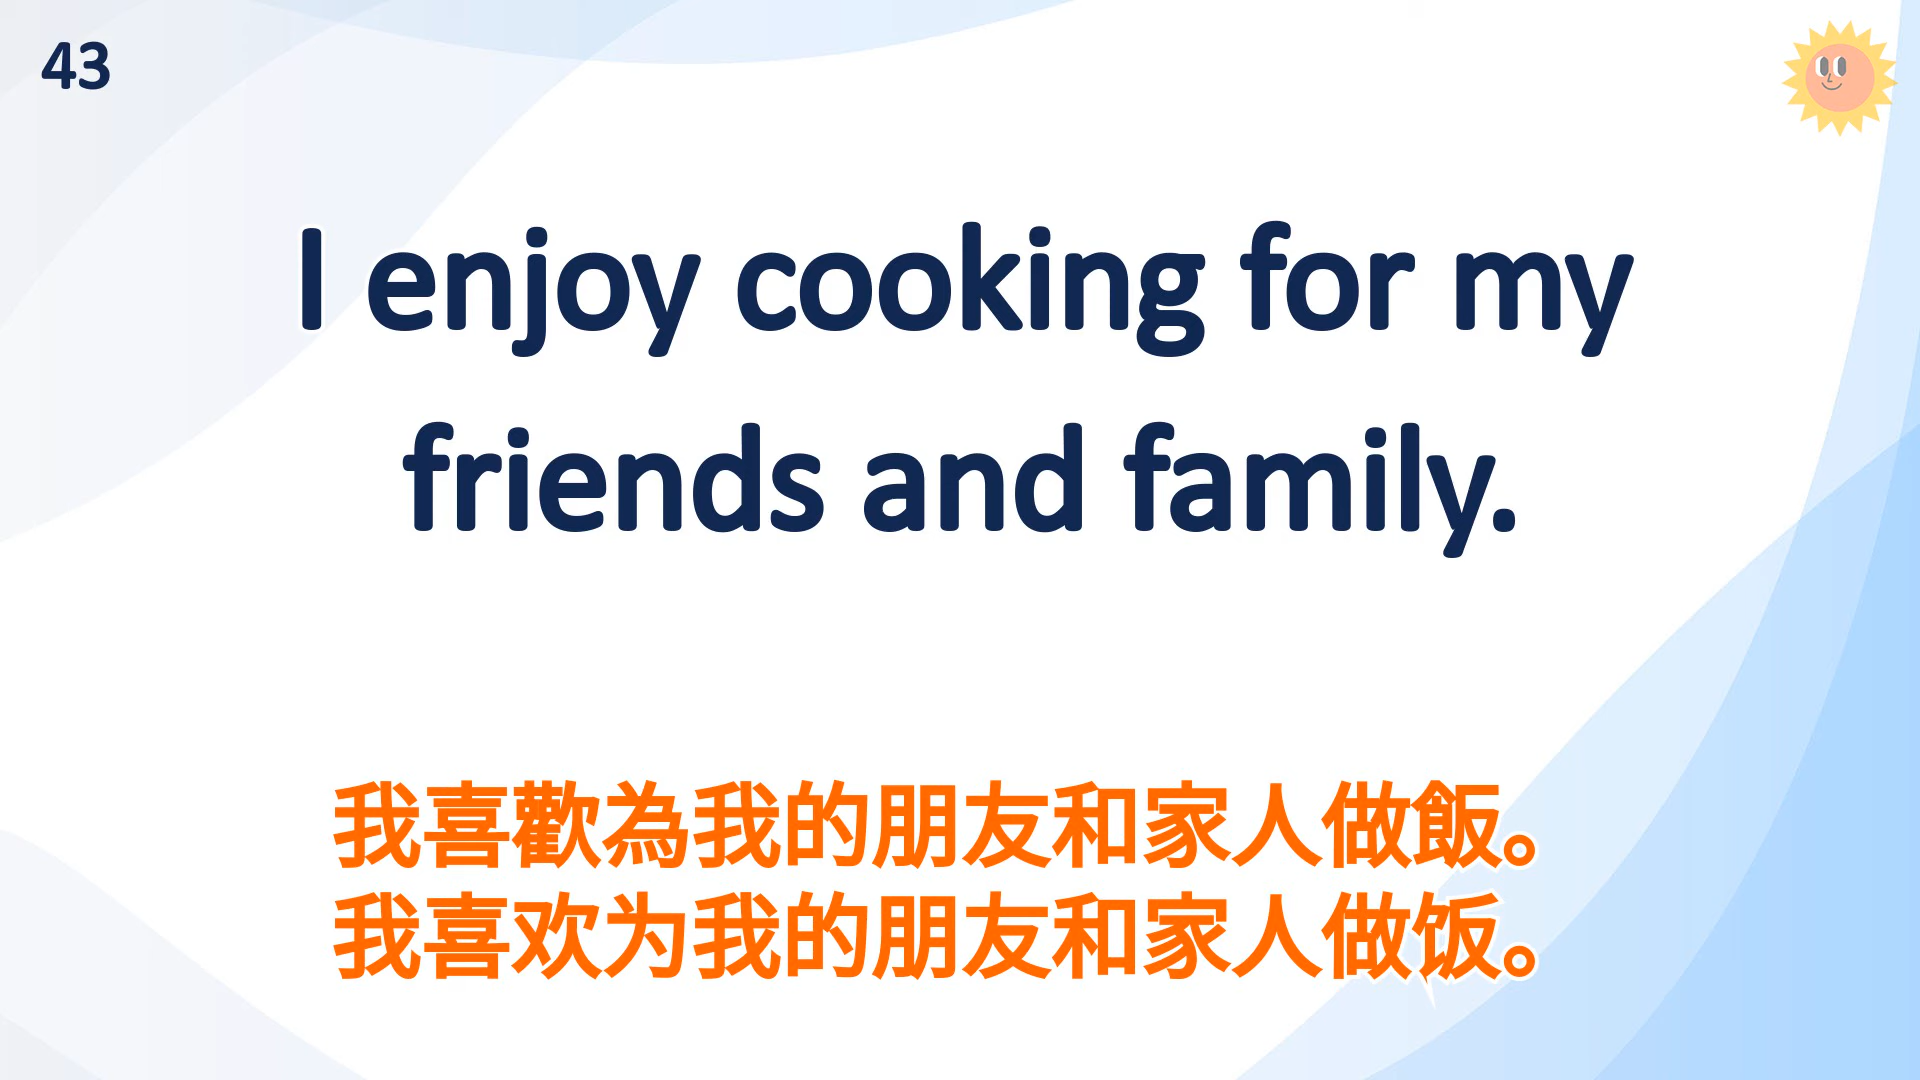 43
I enjoy cooking for my
friends and family.
我喜歡為我的朋友和家人做飯。
我喜欢为我的朋友和家人做饭。